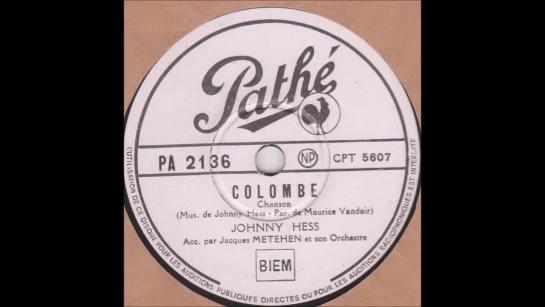 Pathé
PA 2136
NP
CPT 5607
COLOMBE
Chanson
(Mus. de Johnny Hess - Par. de Maurice Vandair)
JOHNNY HESS
Acc. par Jacques METEHEN et son Orchestre
BIEM
L'UTILISATION DE CE DISQUE POUR LES AUDITIONS PUBLIQUES DIRECTES OU POUR LES AUDITIONS RADIOPHONIQUES EST INTERDITE